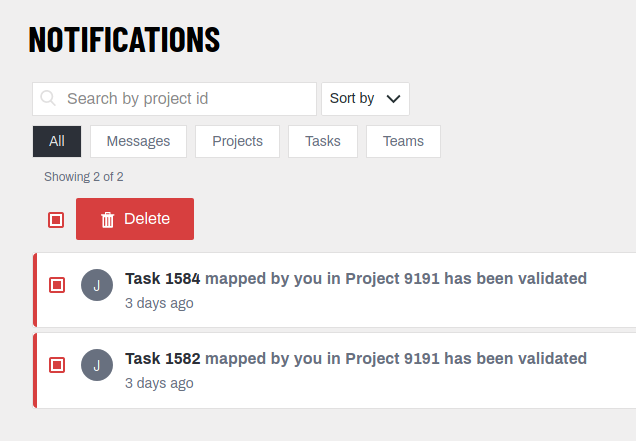 NOTIFICATIONS
Search by project id
Sort by
All Messages Projects Tasks Teams
Showing 2 of 2
Delete
J Task 1584 mapped by you in Project 9191 has been validated
3 days ago
J Task 1582 mapped by you in Project 9191 has been validated
3 days ago